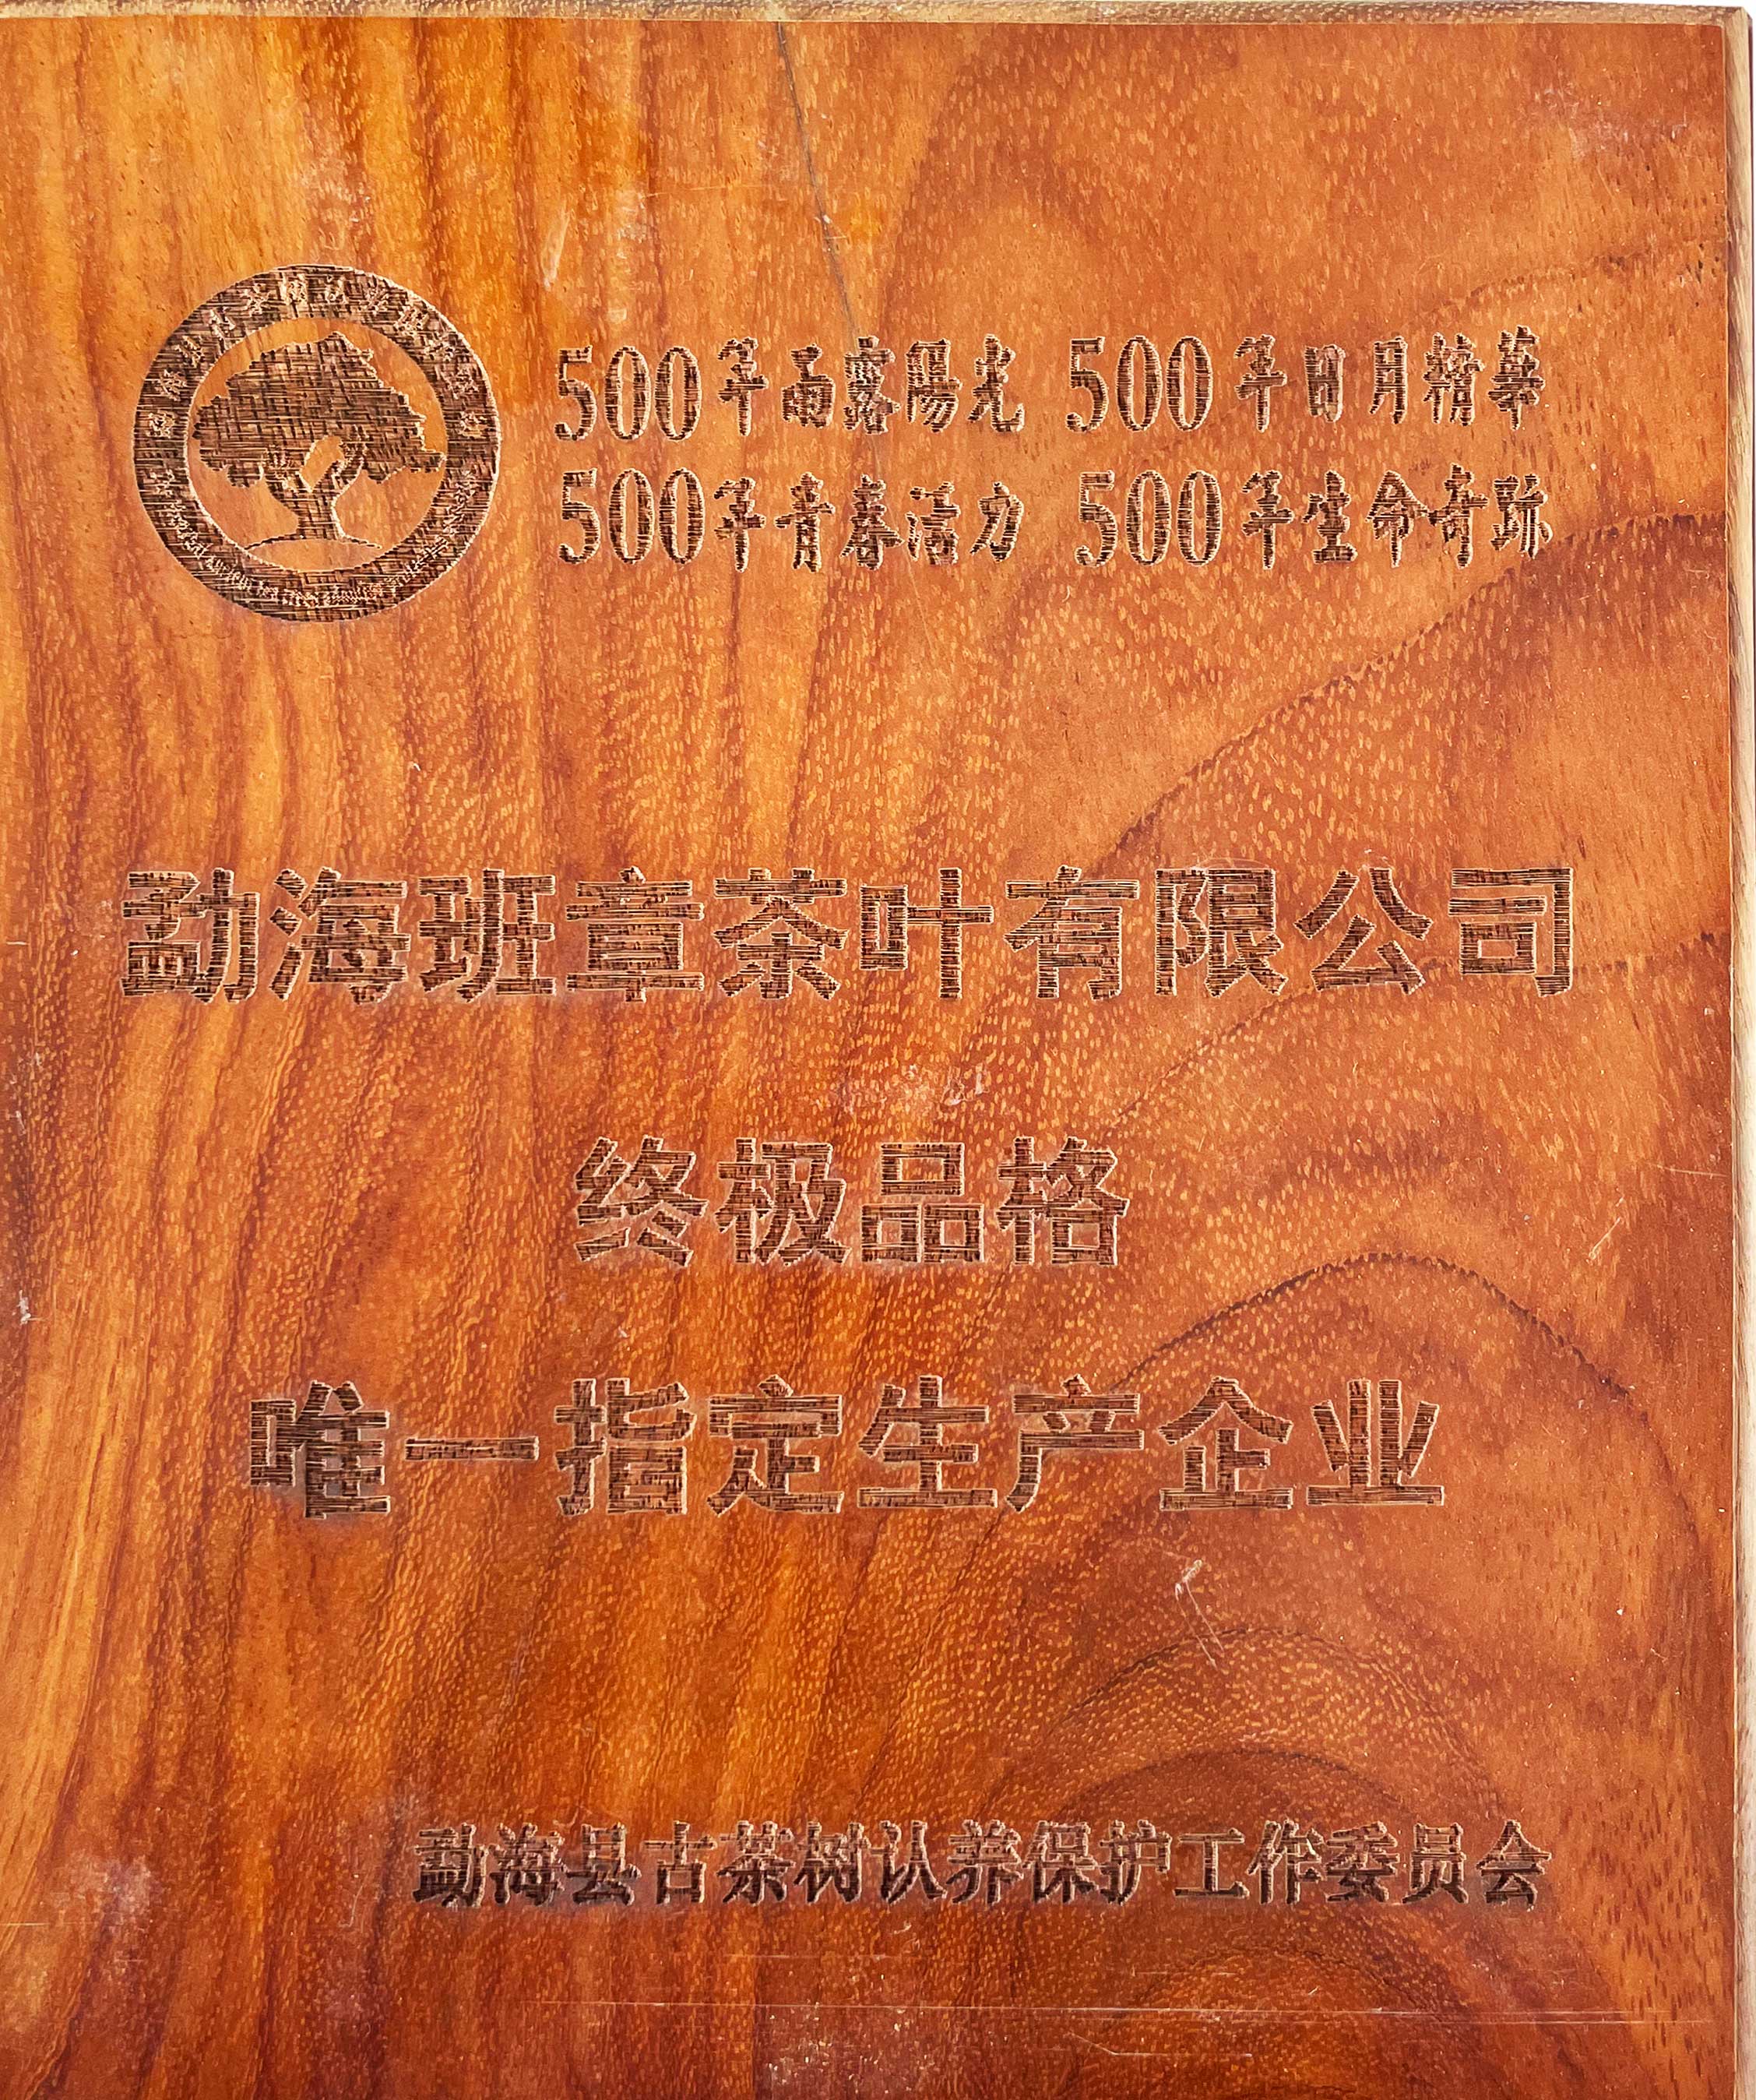 500年雨露陽光 500年日月精華
500年青春活力 500年生命奇跡
勐海班章茶叶有限公司
终极品格
唯一指定生产企业
勐海县古茶树认养保护工作委员会